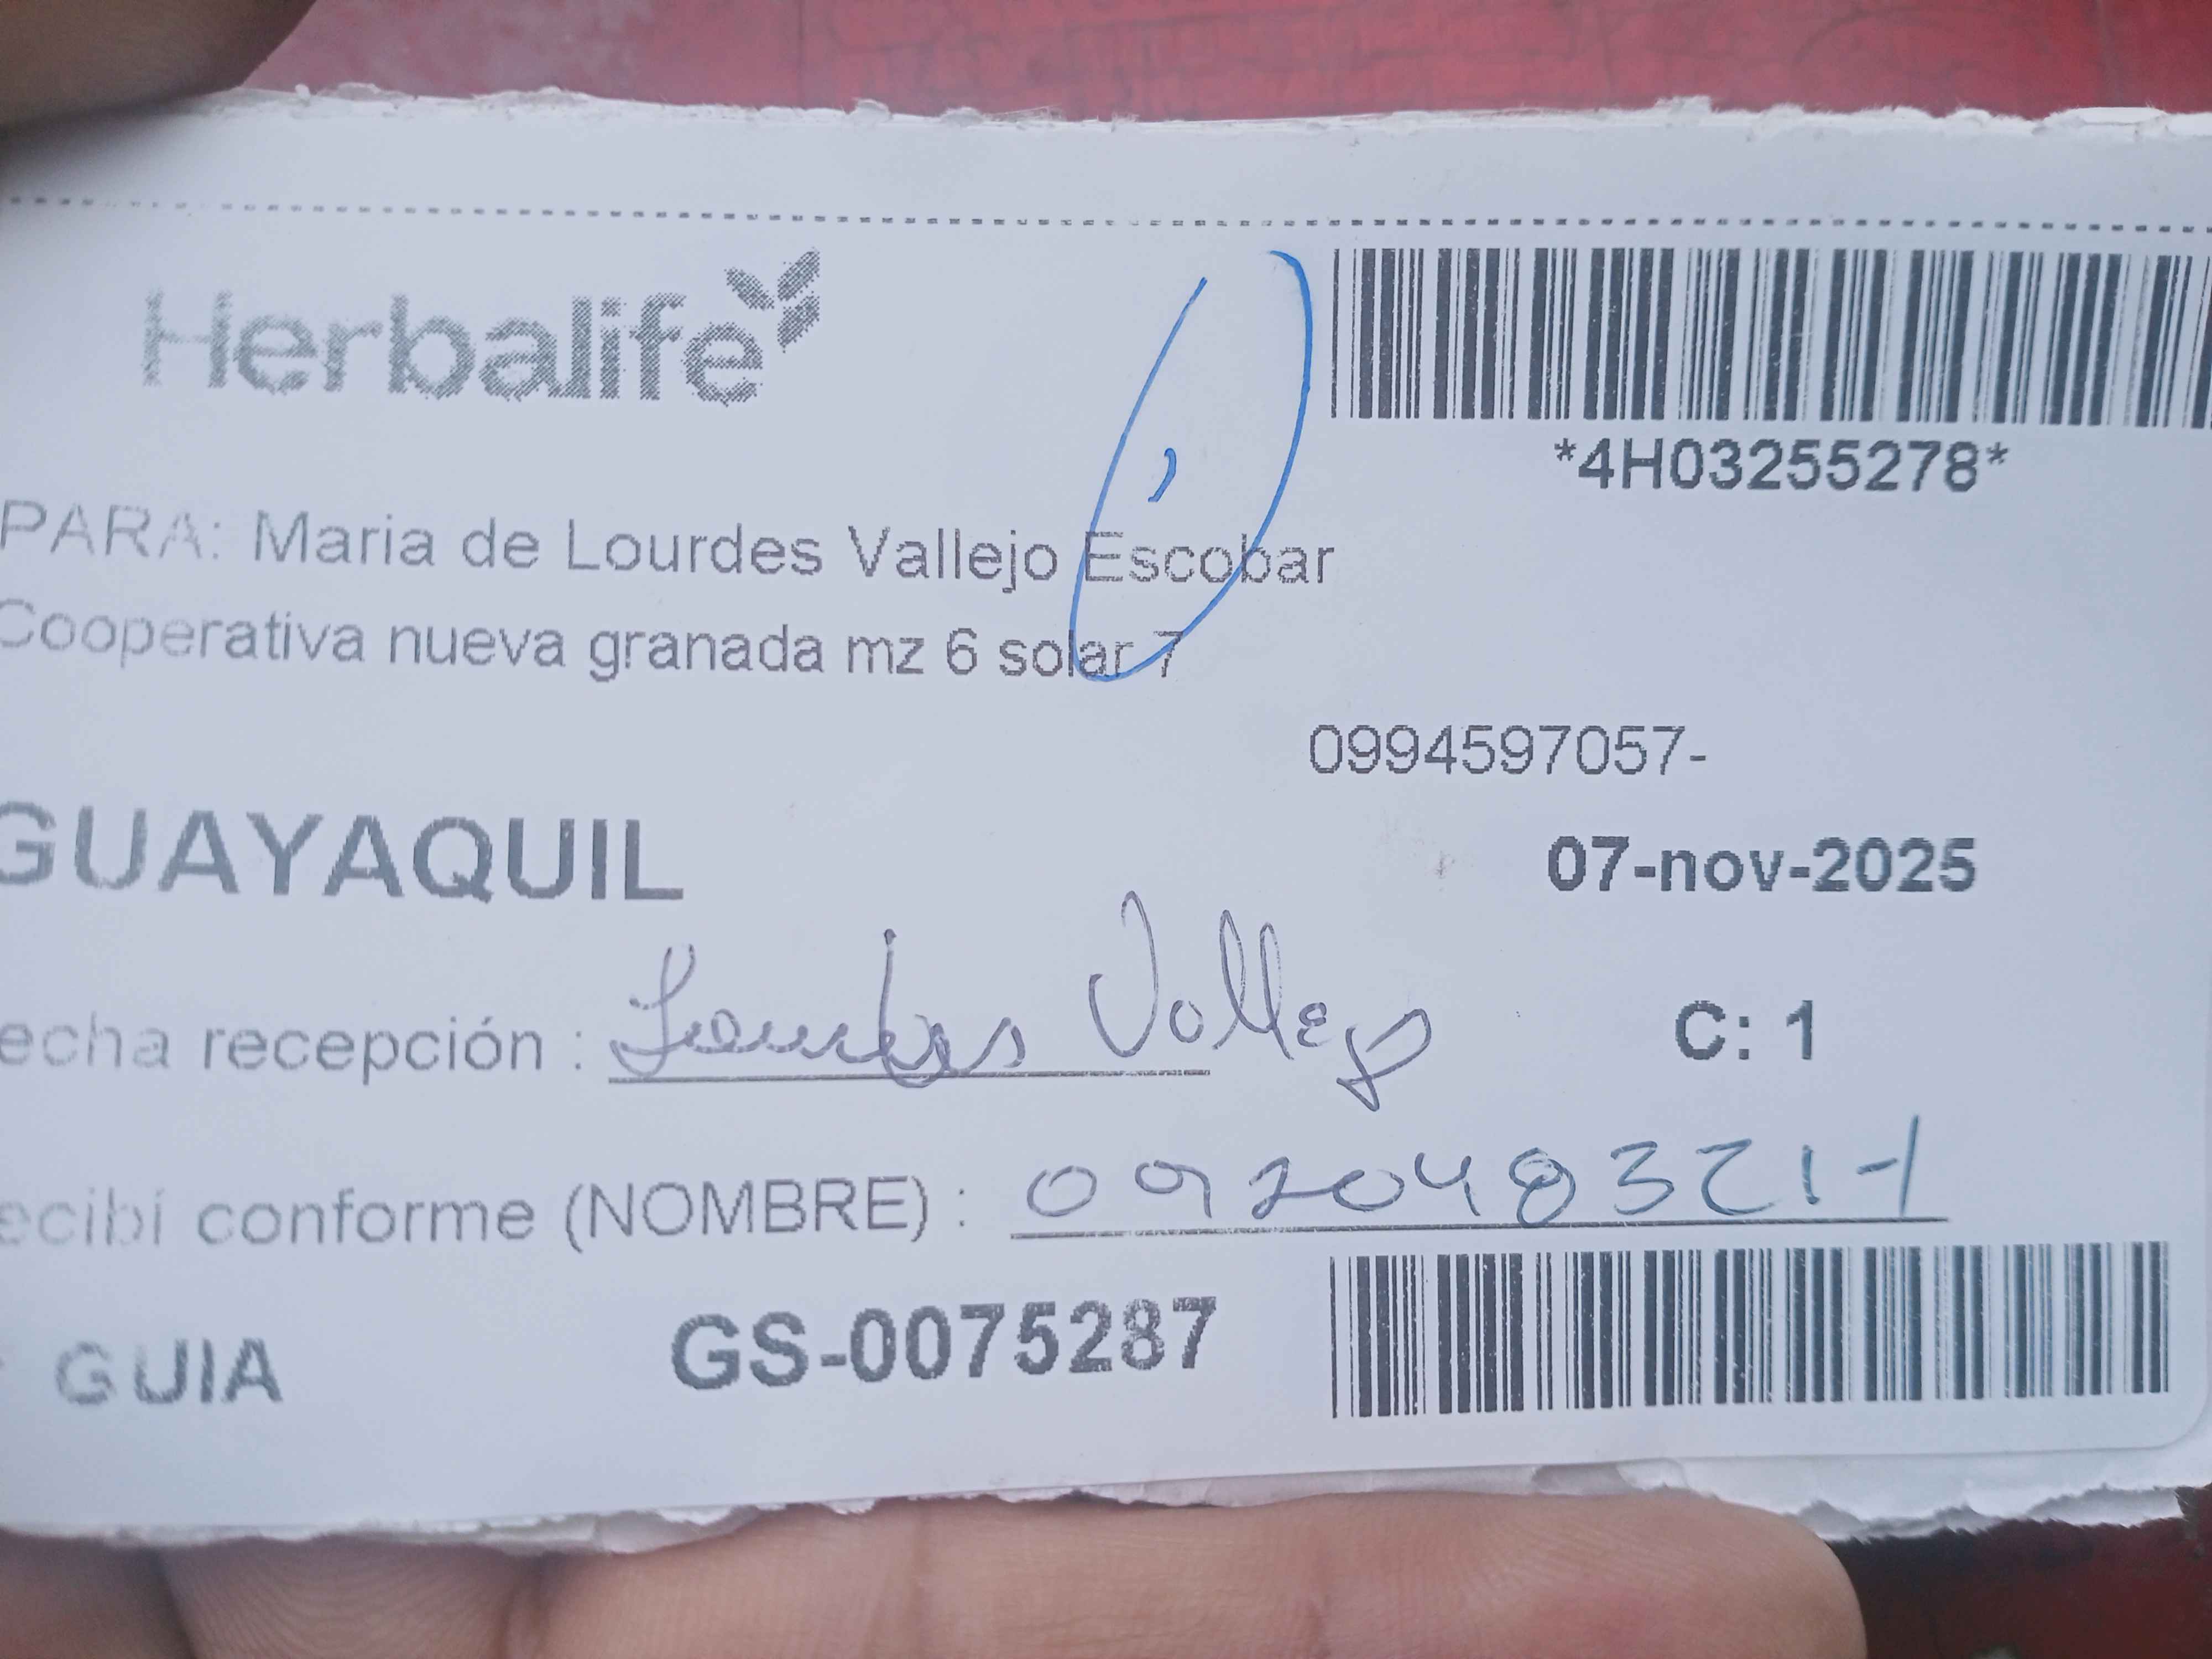 Herbalife
*4H03255278*
PARA: Maria de Lourdes Vallejo Escobar
Cooperativa nueva granada mz 6 solar 7
0994597057-
GUAYAQUIL
07-nov-2025
echa recepción : Lourdes Vallejo
C: 1
ecibí conforme (NOMBRE) : 092048321-1
GUIA GS-0075287